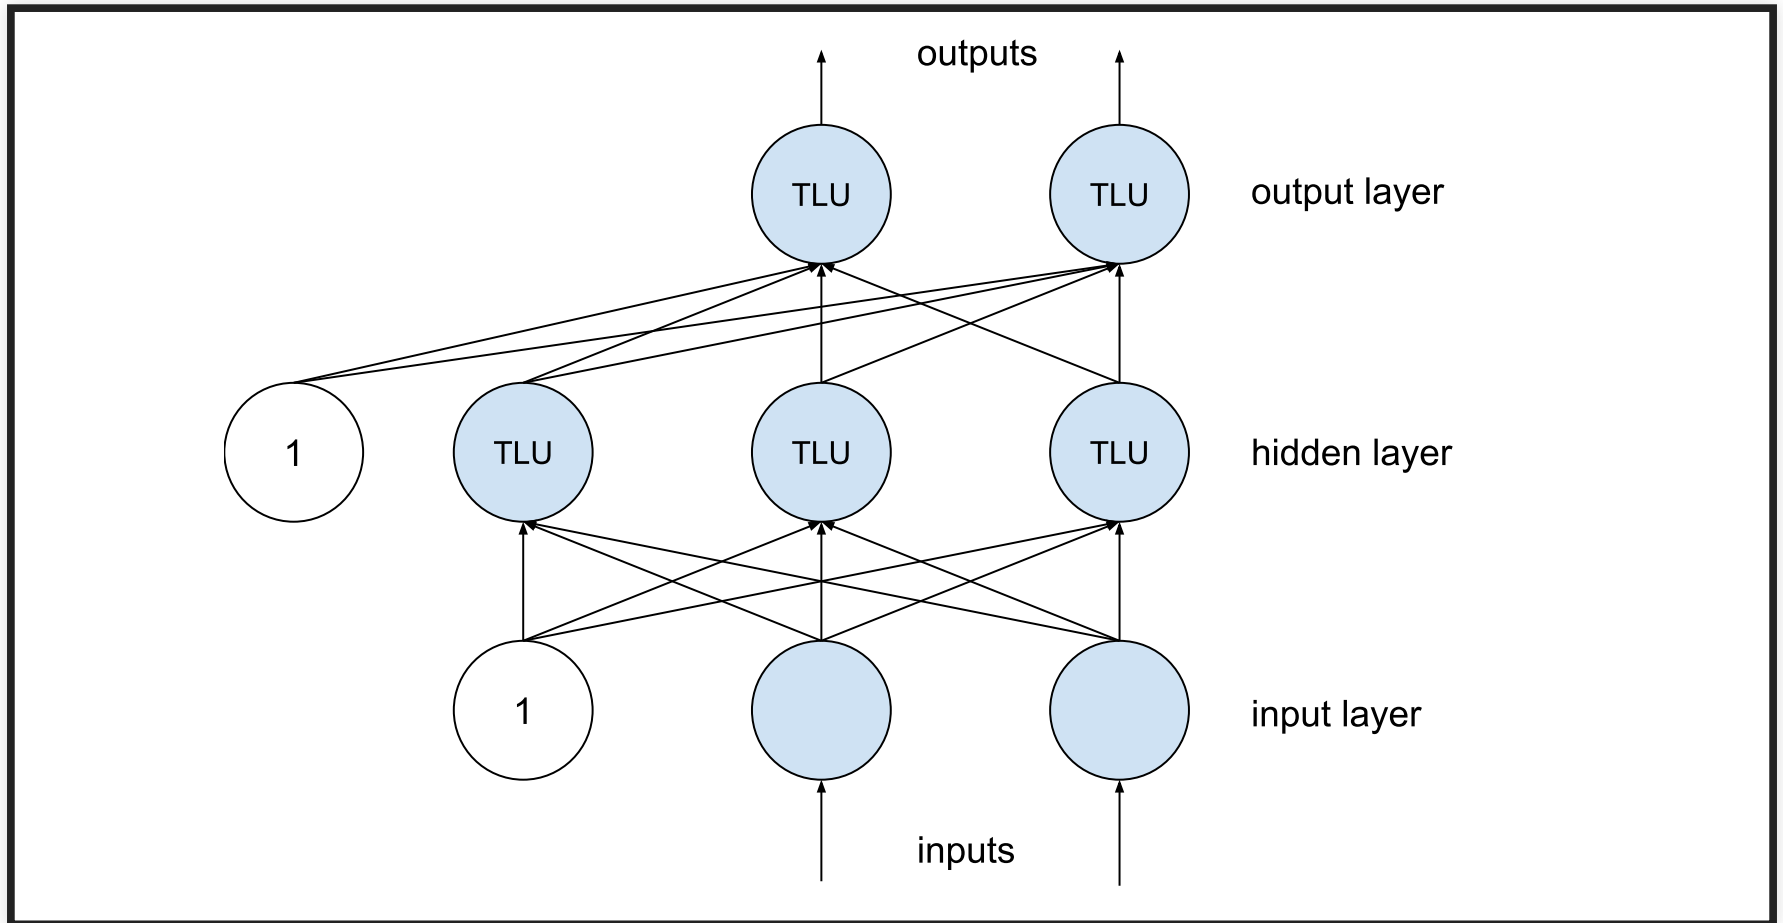 outputs
TLU TLU output layer
1 TLU TLU TLU hidden layer
1 input layer
inputs